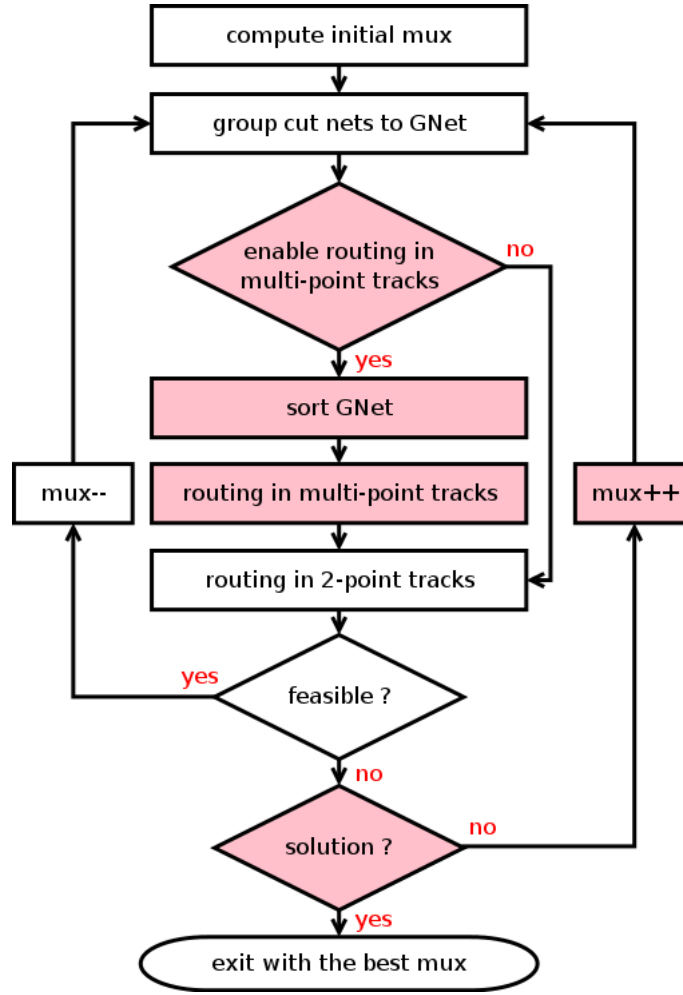 compute initial mux
group cut nets to GNet
enable routing in
multi-point tracks
no
yes
sort GNet
routing in multi-point tracks
mux--
mux++
routing in 2-point tracks
yes
feasible ?
no
solution ?
no
yes
exit with the best mux